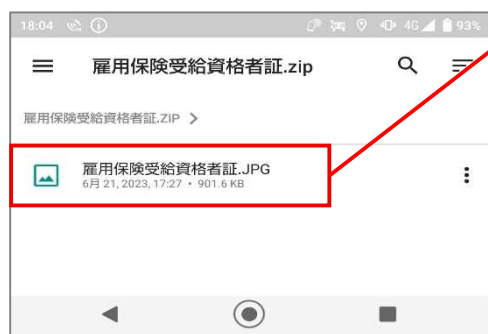 18:04 4G 93%
雇用保険受給資格者証.zip
雇用保険受給資格者証.ZIP
雇用保険受給資格者証.JPG
6月 21, 2023, 17:27 • 901.6 KB